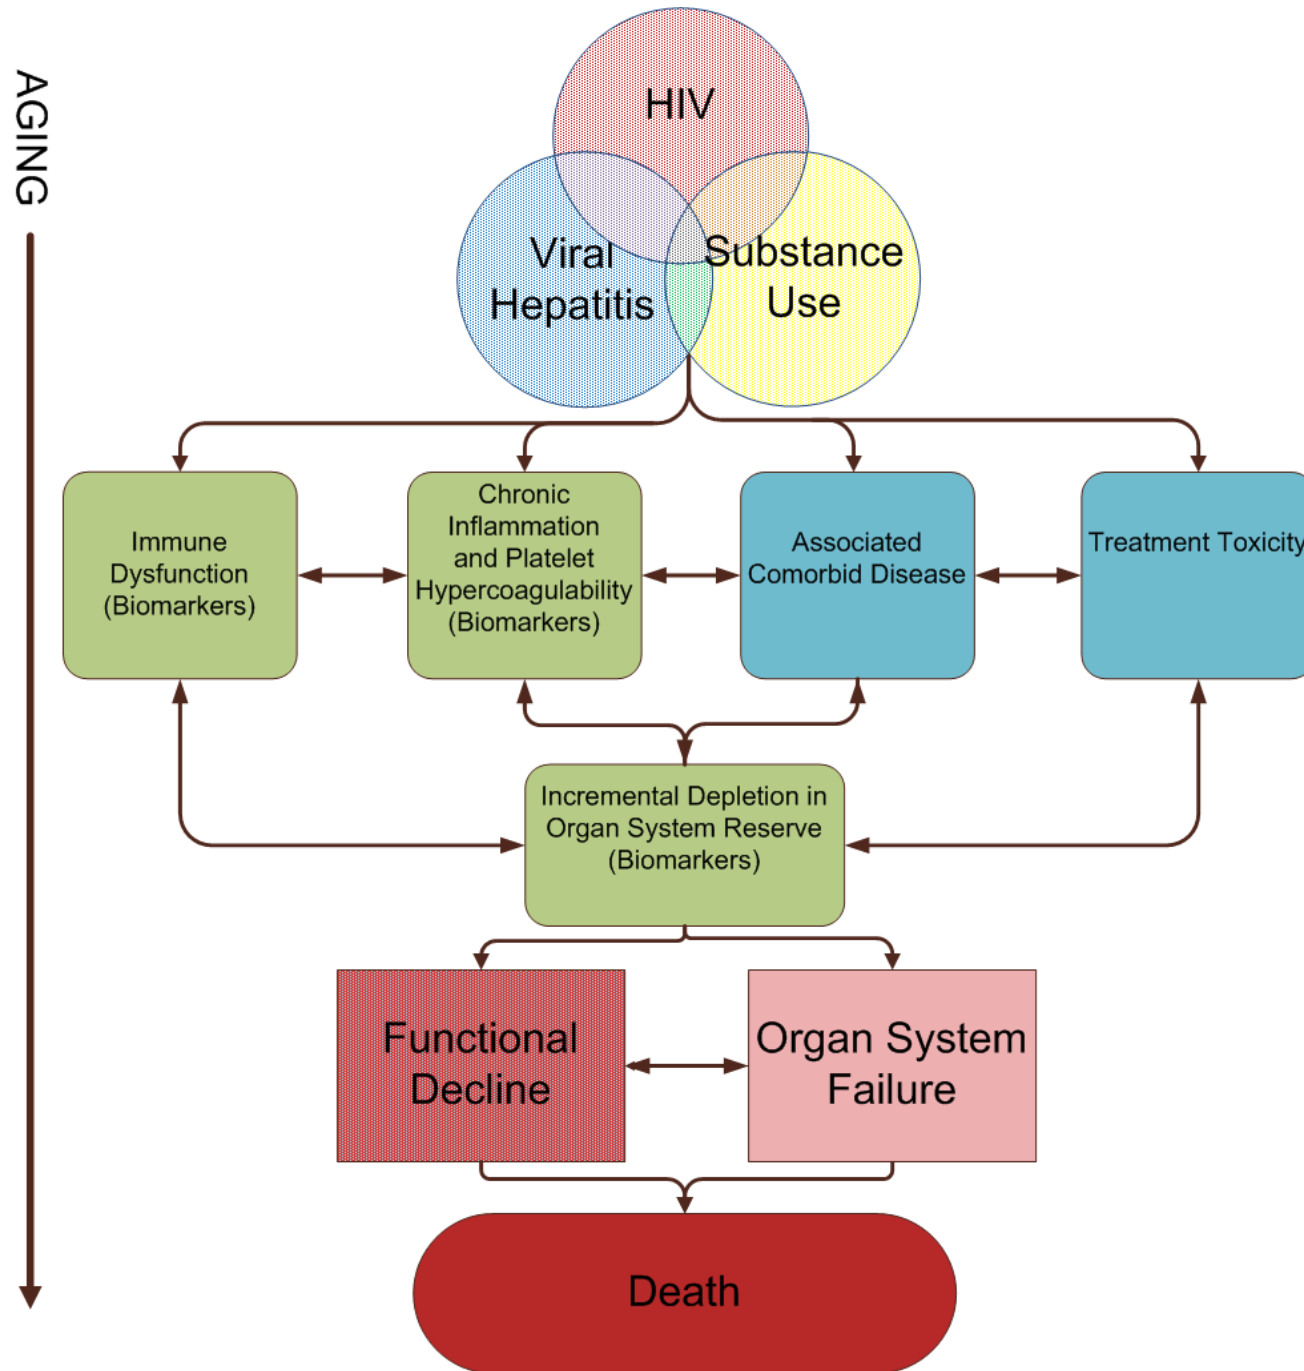 AGING
HIV
Viral
Hepatitis
Substance
Use
Immune
Dysfunction
(Biomarkers)
Chronic
Inflammation
and Platelet
Hypercoagulability
(Biomarkers)
Associated
Comorbid Disease
Treatment Toxicity
Incremental Depletion in
Organ System Reserve
(Biomarkers)
Functional
Decline
Organ System
Failure
Death